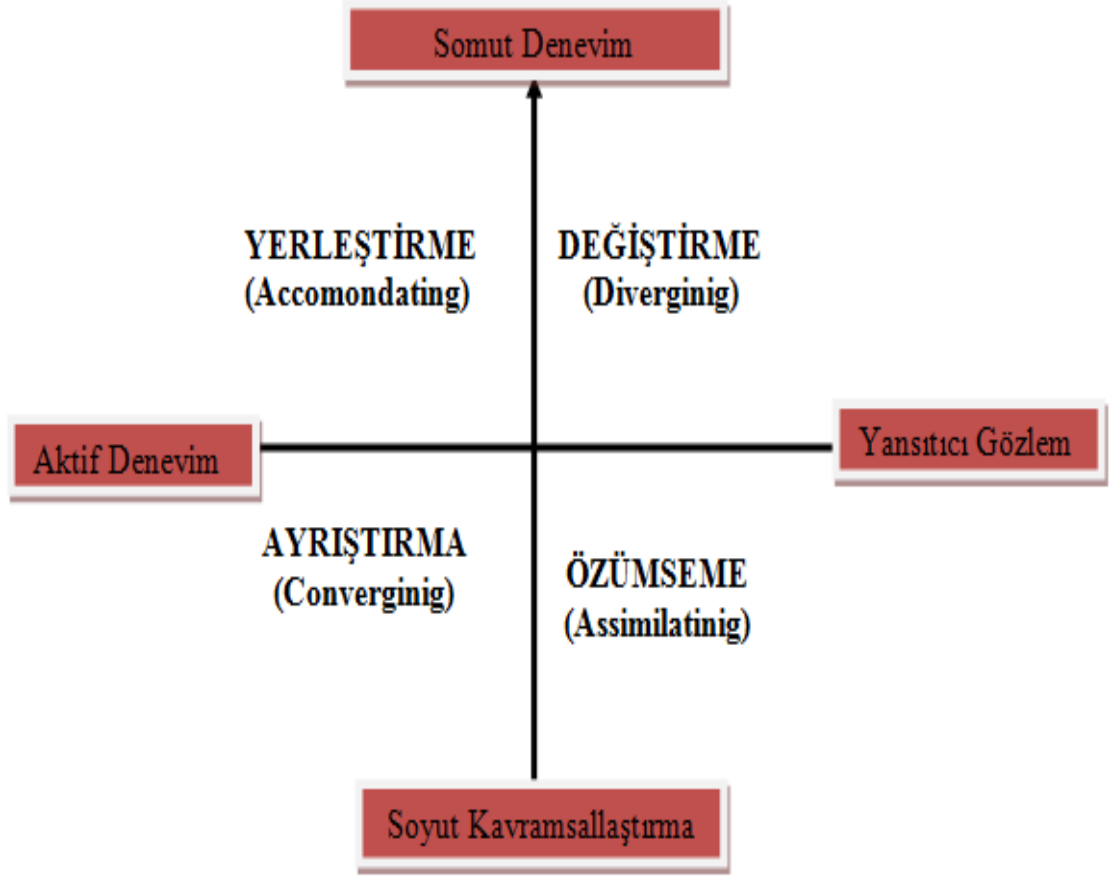 Somut Denevim
YERLEŞTİRME
(Accomondating)
DEĞİŞTİRME
(Diverginig)
Aktif Denevim
Yansıtıcı Gözlem
AYRIŞTIRMA
(Converginig)
ÖZÜMSEME
(Assimilatinig)
Soyut Kavramsallaştırma